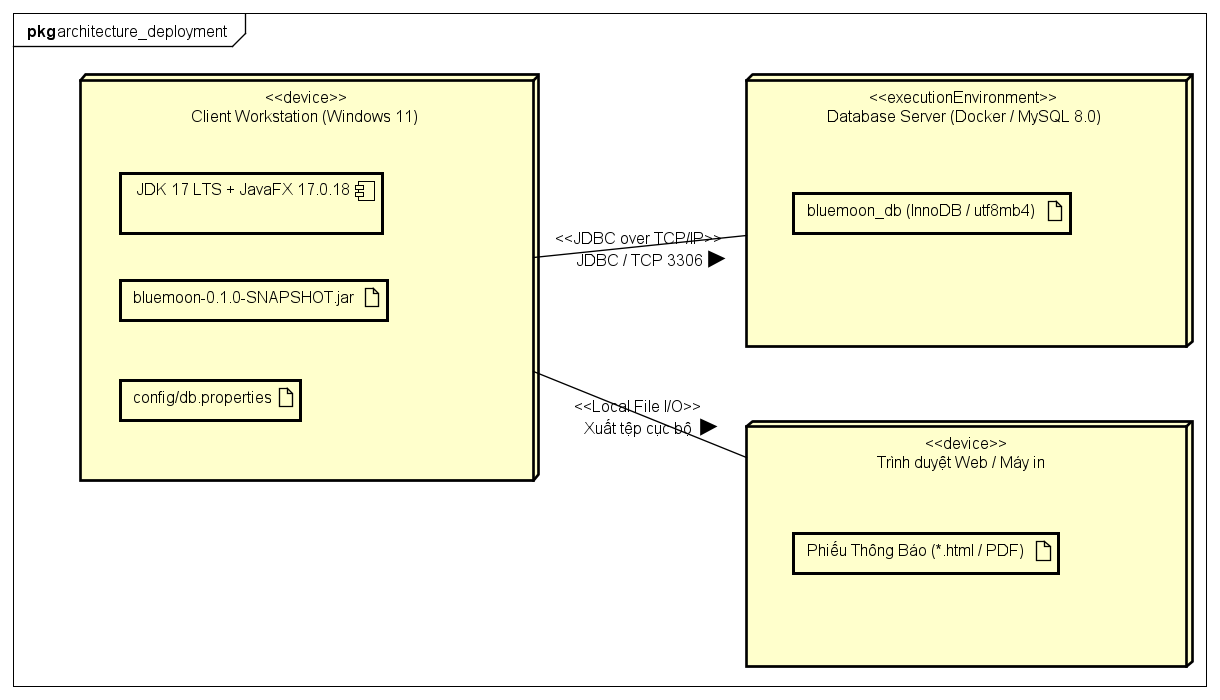 pkg architecture_deployment
<<device>>
Client Workstation (Windows 11)
JDK 17 LTS + JavaFX 17.0.18
bluemoon-0.1.0-SNAPSHOT.jar
config/db.properties
<<JDBC over TCP/IP>>
JDBC / TCP 3306
<<Local File I/O>>
Xuất tệp cục bộ
<<executionEnvironment>>
Database Server (Docker / MySQL 8.0)
bluemoon_db (InnoDB / utf8mb4)
<<device>>
Trình duyệt Web / Máy in
Phiếu Thông Báo (*.html / PDF)